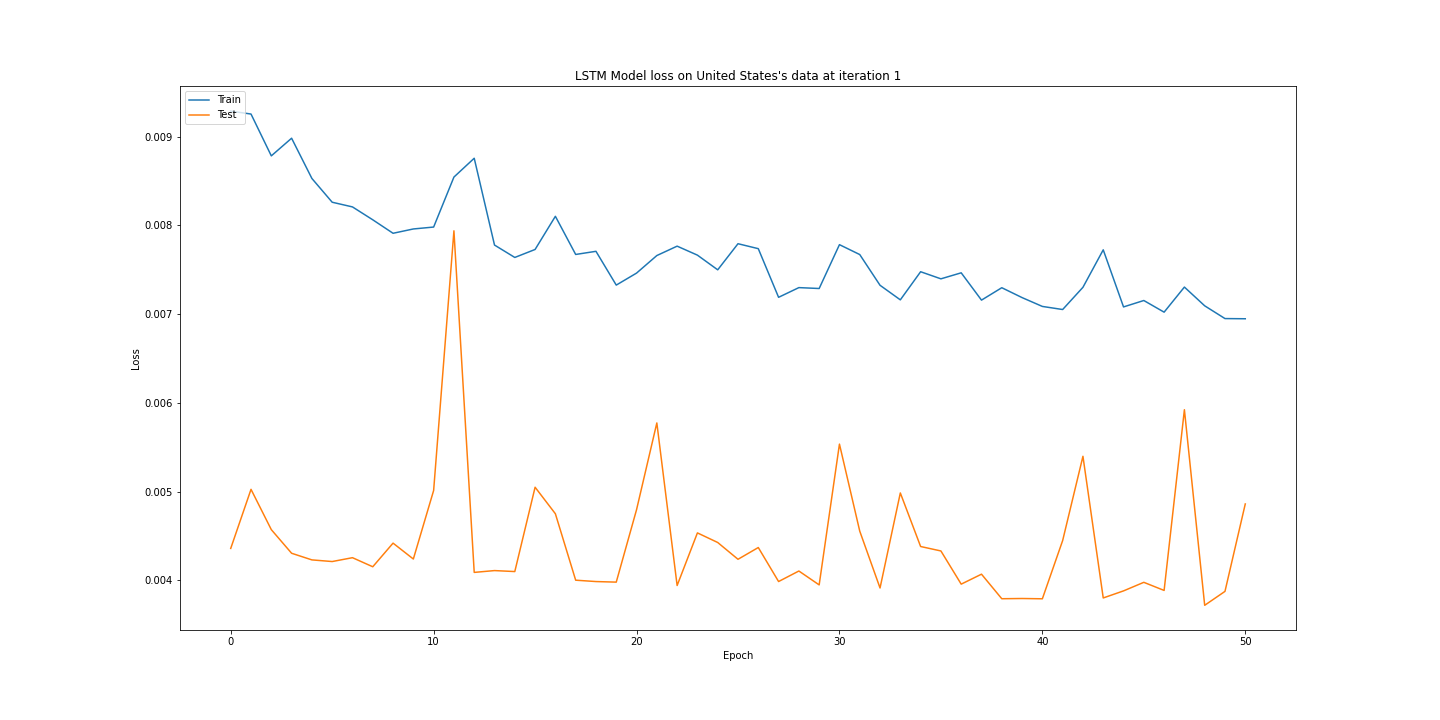 LSTM Model loss on United States's data at iteration 1
Train
Test
0.009
0.008
0.007
0.006
0.005
0.004
Loss
0 10 20 30 40 50
Epoch